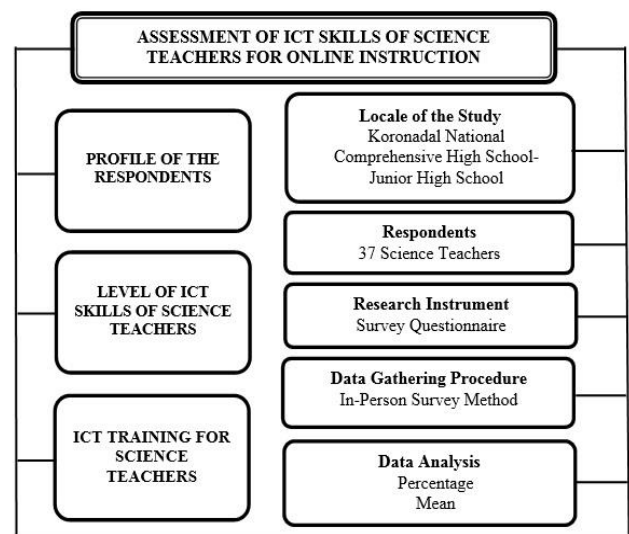 ASSESSMENT OF ICT SKILLS OF SCIENCE
TEACHERS FOR ONLINE INSTRUCTION
PROFILE OF THE
RESPONDENTS
LEVEL OF ICT
SKILLS OF SCIENCE
TEACHERS
ICT TRAINING FOR
SCIENCE
TEACHERS
Locale of the Study
Koronadal National
Comprehensive High School-
Junior High School
Respondents
37 Science Teachers
Research Instrument
Survey Questionnaire
Data Gathering Procedure
In-Person Survey Method
Data Analysis
Percentage
Mean